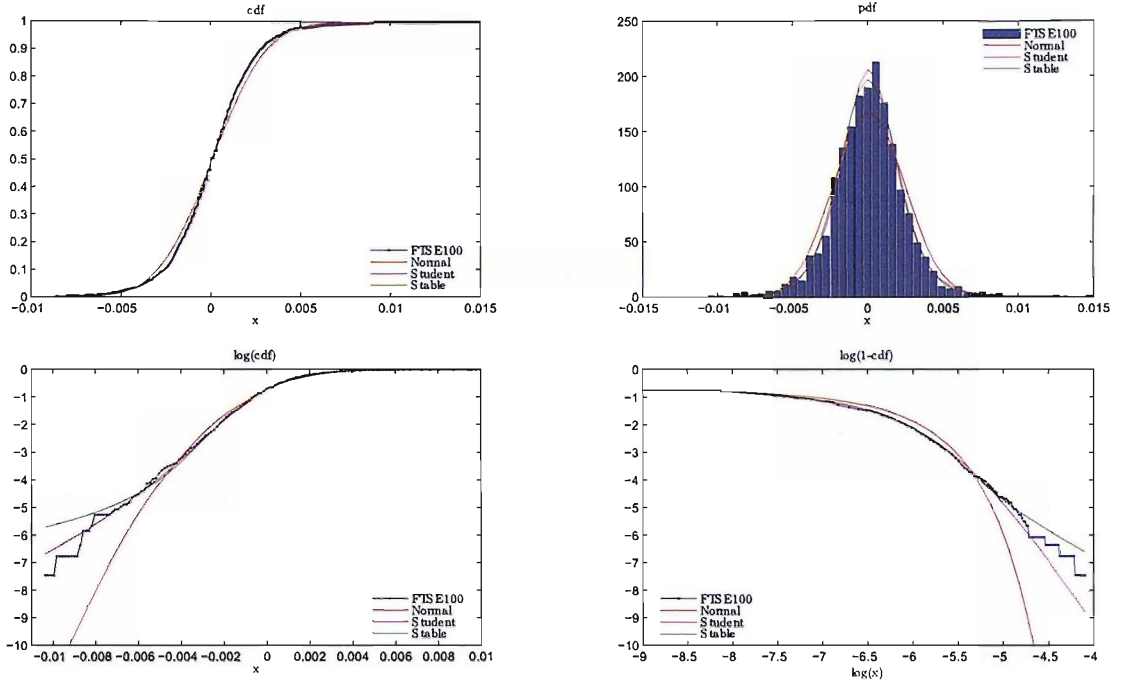 cdf
1
0.9
0.8
0.7
0.6
0.5
0.4
0.3
0.2
0.1
0
FTSE100
Normal
Student
Stable
−0.01 −0.005 0 0.005 0.01 0.015
x
pdf
250
200
150
100
50
0
FTSE100
Normal
Student
Stable
−0.015 −0.01 −0.005 0 0.005 0.01 0.015
x
log(cdf)
0
−1
−2
−3
−4
−5
−6
−7
−8
−9
−10
FTSE100
Normal
Student
Stable
−0.01 −0.008 −0.006 −0.004 −0.002 0 0.002 0.004 0.006 0.008 0.01
x
log(1-cdf)
0
−1
−2
−3
−4
−5
−6
−7
−8
−9
−10
FTSE100
Normal
Student
Stable
−9 −8.5 −8 −7.5 −7 −6.5 −6 −5.5 −5 −4.5 −4
log(x)